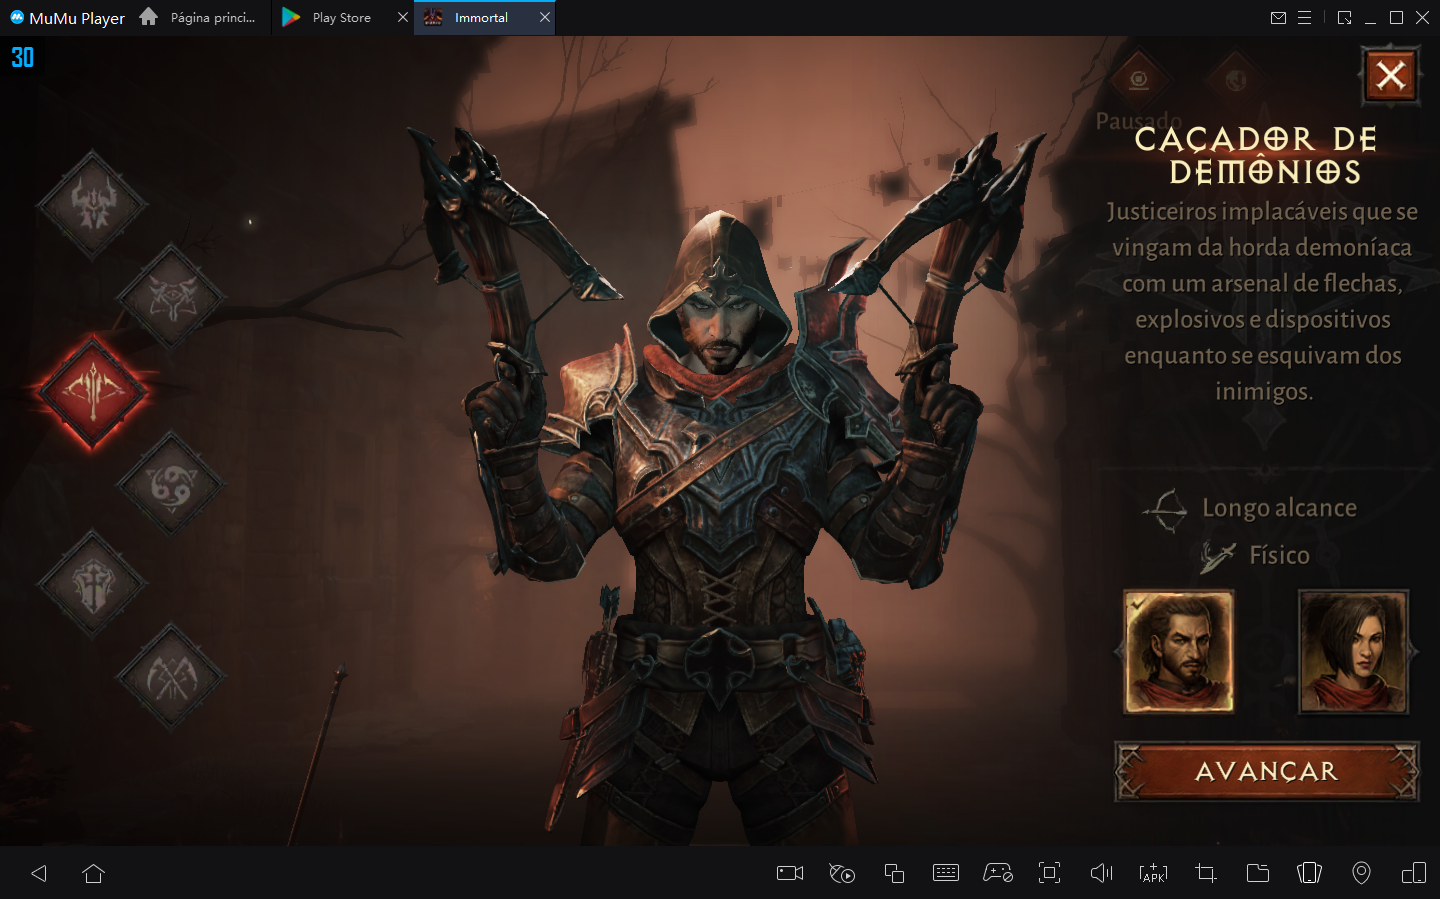 MuMu Player
Página princi...
Play Store
Immortal
30
Pausado
CAÇADOR DE
DEMÔNIOS
Justiceiros implacáveis que se
vingam da horda demoníaca
com um arsenal de flechas,
explosivos e dispositivos
enquanto se esquivam dos
inimigos.
Longo alcance
Físico
AVANÇAR
APK